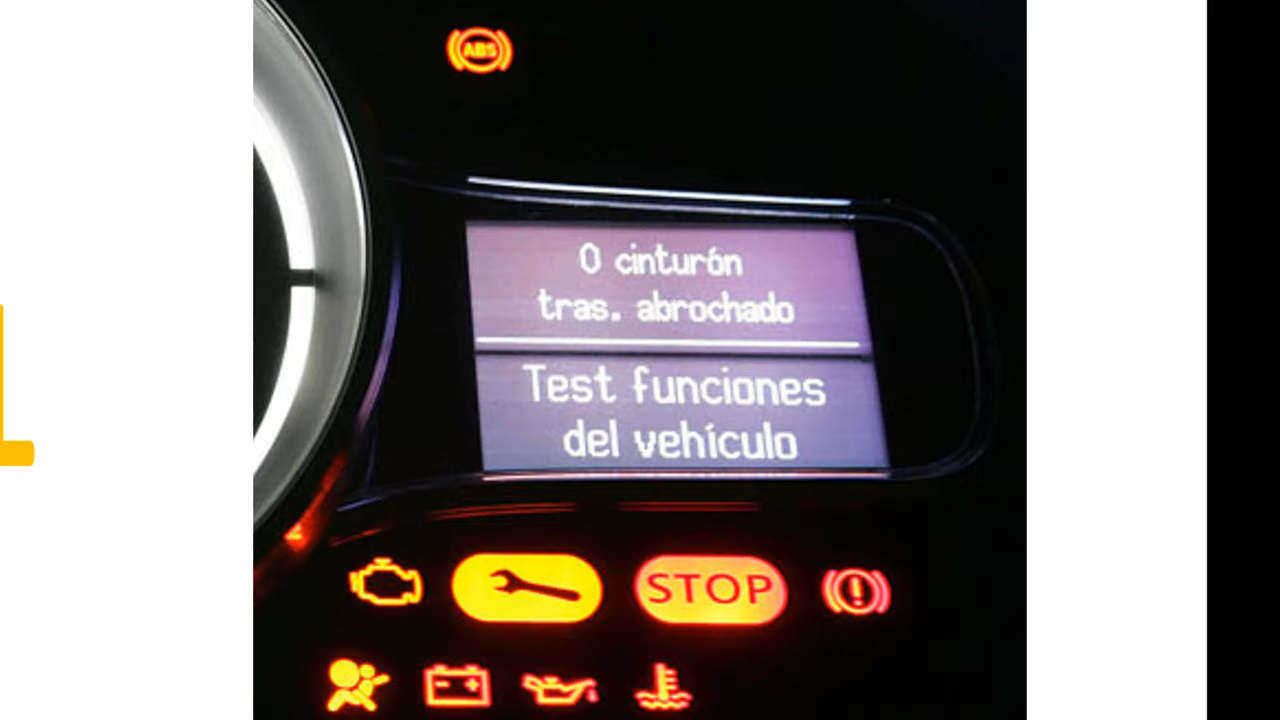 ABS
0 cinturón
tras. abrochado
Test funciones
del vehículo
STOP